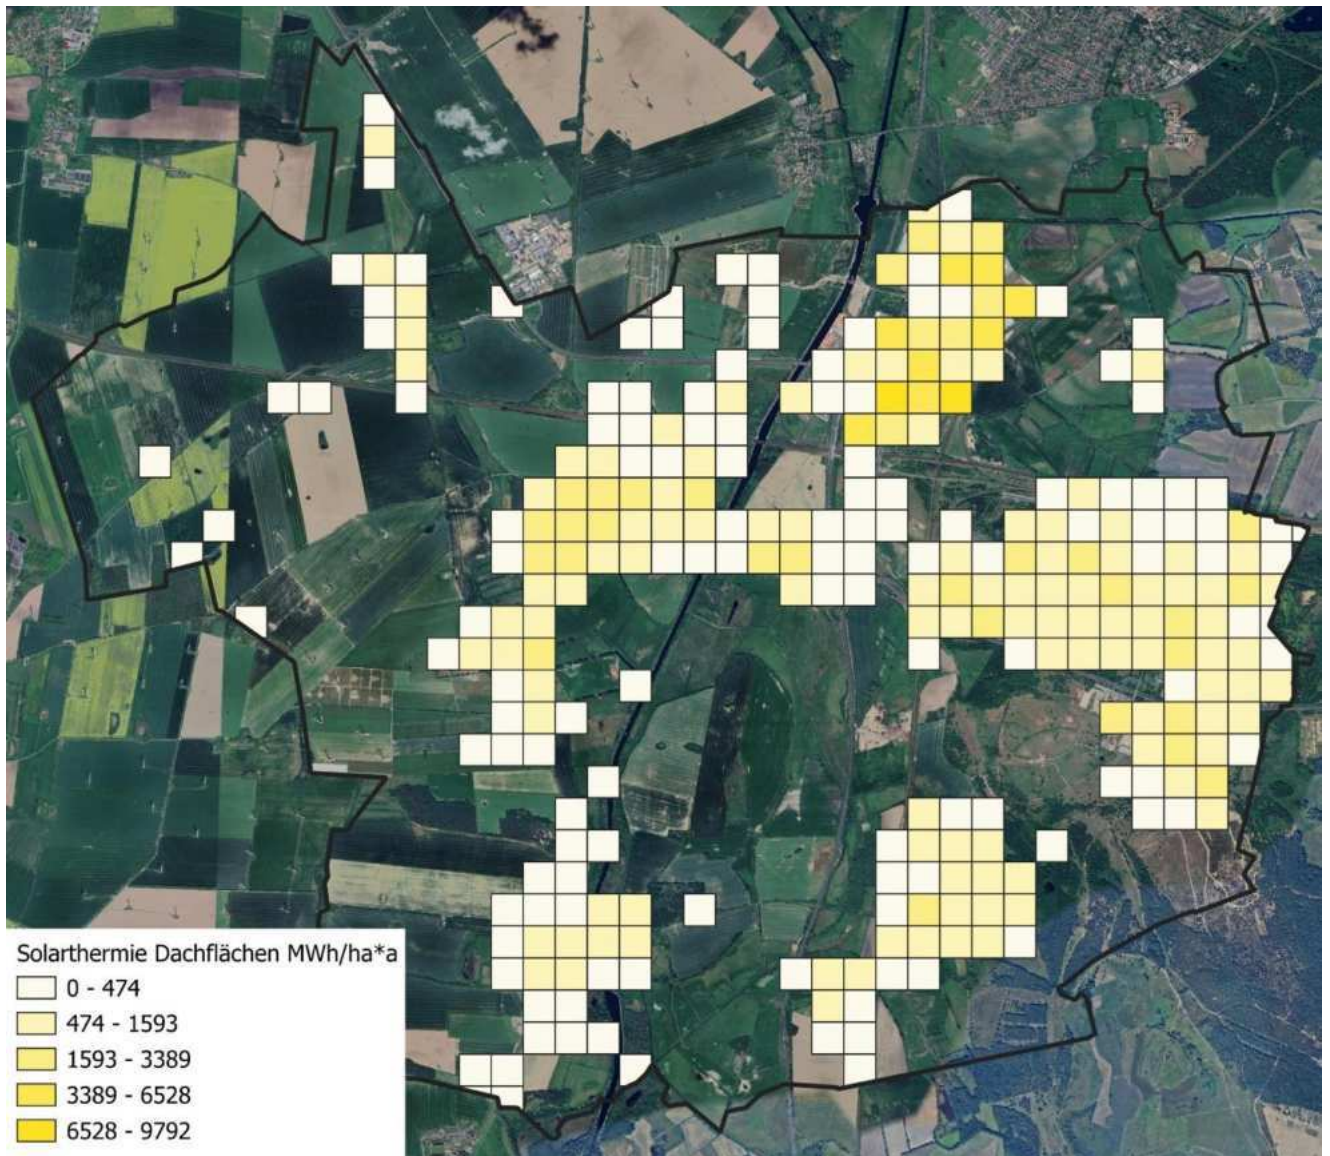 Solarthermie Dachflächen MWh/ha*a
0 - 474
474 - 1593
1593 - 3389
3389 - 6528
6528 - 9792